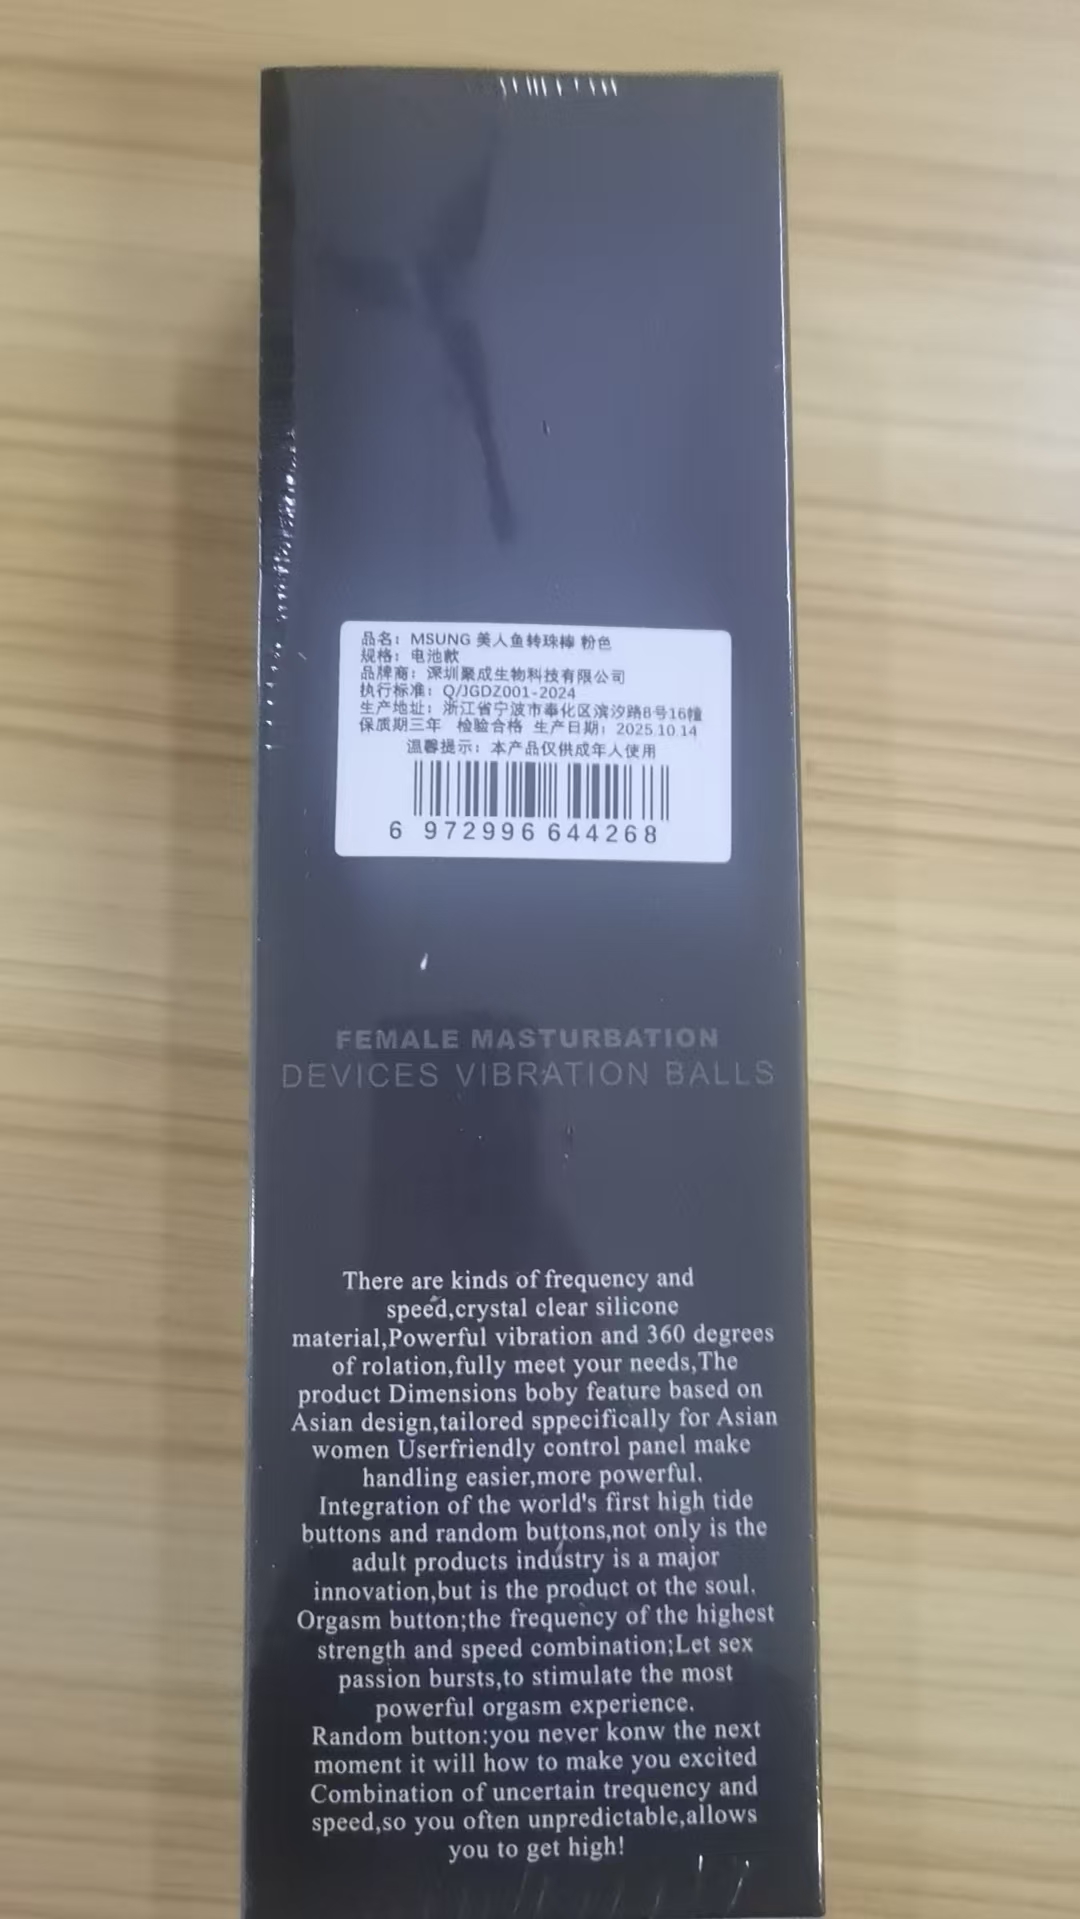 品名：MSUNG 美人鱼转珠棒 粉色
规格：电池款
品牌商：深圳聚成生物科技有限公司
执行标准：Q/JGDZ001-2024
生产地址：浙江省宁波市奉化区滨汐路8号16幢
保质期三年 检验合格 生产日期：2025.10.14
温馨提示：本产品仅供成年人使用
6 972996 644268
FEMALE MASTURBATION
DEVICES VIBRATION BALLS
There are kinds of frequency and
speed,crystal clear silicone
material,Powerful vibration and 360 degrees
of rolation,fully meet your needs,The
product Dimensions boby feature based on
Asian design,tailored sppecifically for Asian
women Userfriendly control panel make
handling easier,more powerful.
Integration of the world's first high tide
buttons and random buttons,not only is the
adult products industry is a major
innovation,but is the product ot the soul.
Orgasm button;the frequency of the highest
strength and speed combination;Let sex
passion bursts,to stimulate the most
powerful orgasm experience.
Random button:you never konw the next
moment it will how to make you excited
Combination of uncertain trequency and
speed,so you often unpredictable,allows
you to get high!